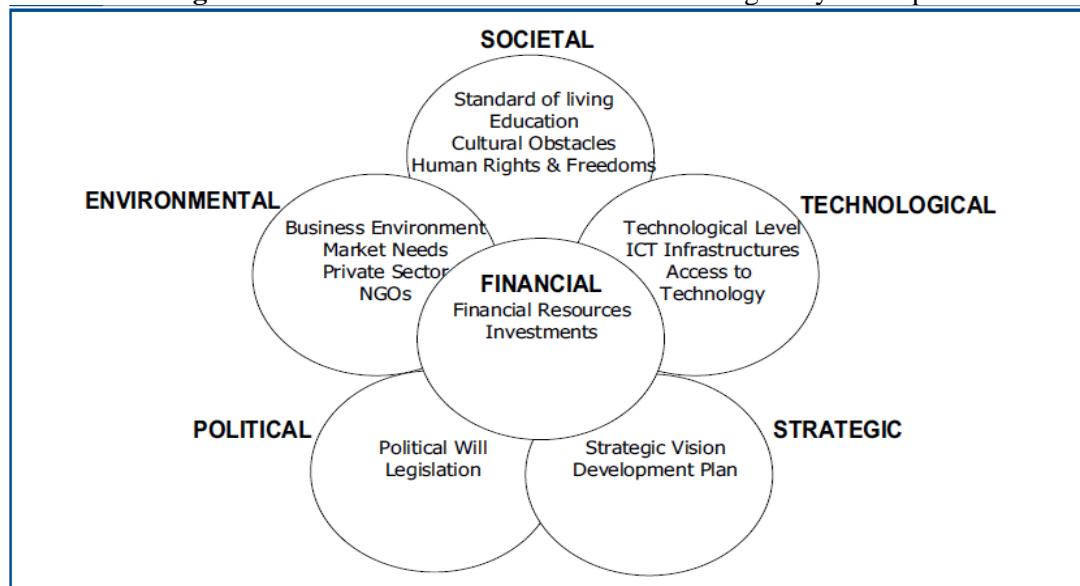 SOCIETAL
Standard of living
Education
Cultural Obstacles
Human Rights & Freedoms
ENVIRONMENTAL
Business Environment
Market Needs
Private Sector
NGOs
TECHNOLOGICAL
Technological Level
ICT Infrastructures
Access to
Technology
FINANCIAL
Financial Resources
Investments
POLITICAL
Political Will
Legislation
STRATEGIC
Strategic Vision
Development Plan